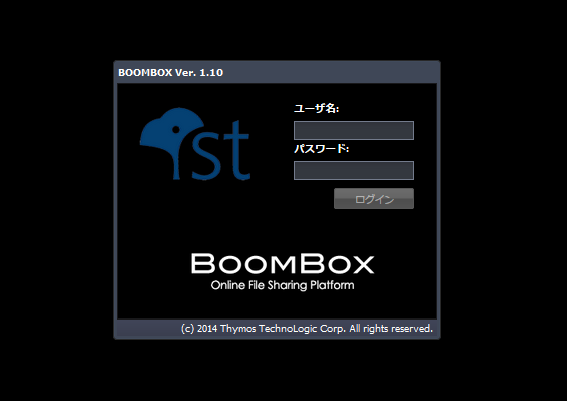 BOOMBOX Ver. 1.10
st
ユーザ名:
パスワード:
ログイン
BOOMBOX
Online File Sharing Platform
(c) 2014 Thymos TechnoLogic Corp. All rights reserved.